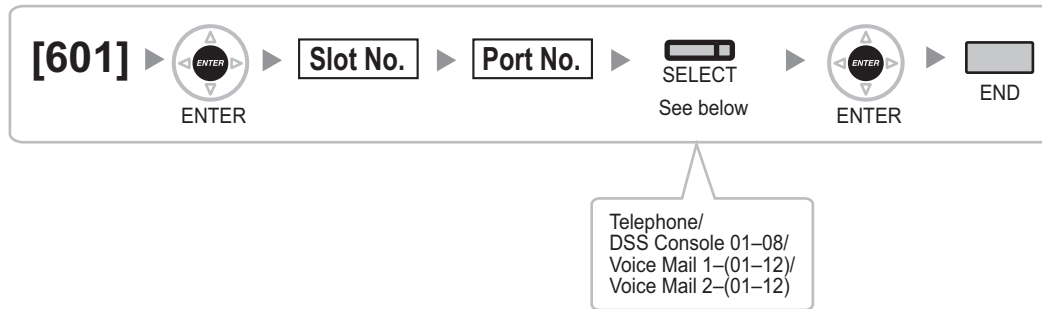 [601] ENTER Slot No. Port No. SELECT ENTER END
ENTER See below ENTER
Telephone/
DSS Console 01–08/
Voice Mail 1–(01–12)/
Voice Mail 2–(01–12)